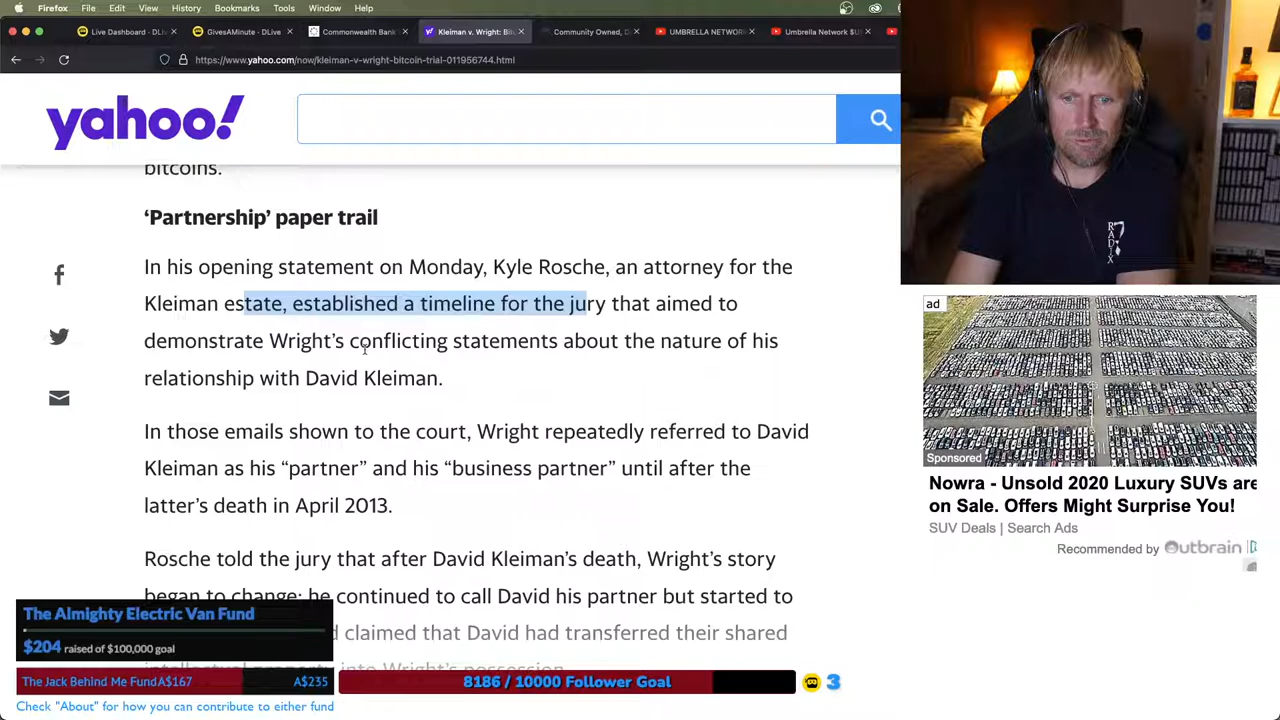 Firefox File Edit View History Bookmarks Tools Window Help
Live Dashboard - DLiv
GivesAMinute - DLive
Commonwealth Bank
Kleiman v. Wright: Bit
Community Owned, D
UMBRELLA NETWOR
Umbrella Network $U
https://www.yahoo.com/now/kleiman-v-wright-bitcoin-trial-011956744.html
yahoo!
bitcoins.
‘Partnership’ paper trail
In his opening statement on Monday, Kyle Rosche, an attorney for the
Kleiman estate, established a timeline for the jury that aimed to
demonstrate Wright’s conflicting statements about the nature of his
relationship with David Kleiman.
In those emails shown to the court, Wright repeatedly referred to David
Kleiman as his “partner” and his “business partner” until after the
latter’s death in April 2013.
Rosche told the jury that after David Kleiman’s death, Wright’s story
began to change: he continued to call David his partner but started to
claimed that David had transferred their shared
intellectual property into Wright’s possession.
RADIX
ad
Sponsored
Nowra - Unsold 2020 Luxury SUVs are
on Sale. Offers Might Surprise You!
SUV Deals | Search Ads
Recommended by Outbrain
The Almighty Electric Van Fund
$204 raised of $100,000 goal
The Jack Behind Me Fund A$167 A$235
8186 / 10000 Follower Goal
3
Check "About" for how you can contribute to either fund